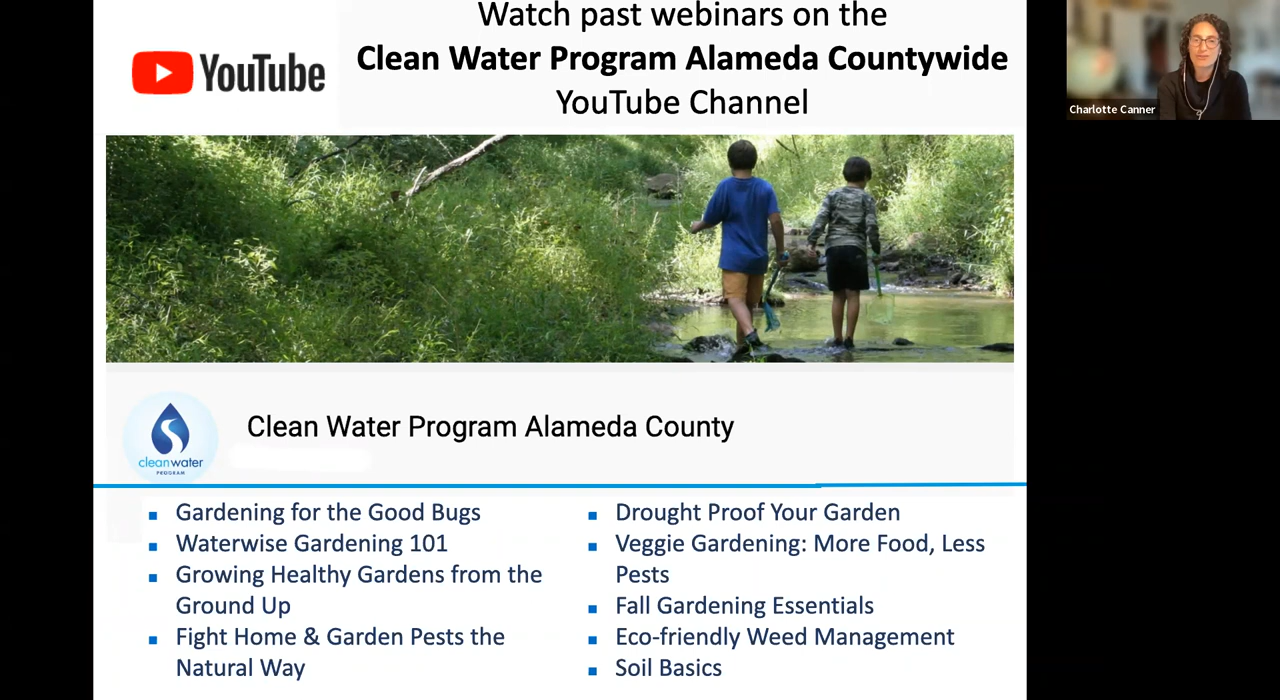 Watch past webinars on the
YouTube
Clean Water Program Alameda Countywide
YouTube Channel
Charlotte Canner
cleanwater
PROGRAM
Clean Water Program Alameda County
Gardening for the Good Bugs
Waterwise Gardening 101
Growing Healthy Gardens from the
Ground Up
Fight Home & Garden Pests the
Natural Way
Drought Proof Your Garden
Veggie Gardening: More Food, Less
Pests
Fall Gardening Essentials
Eco-friendly Weed Management
Soil Basics